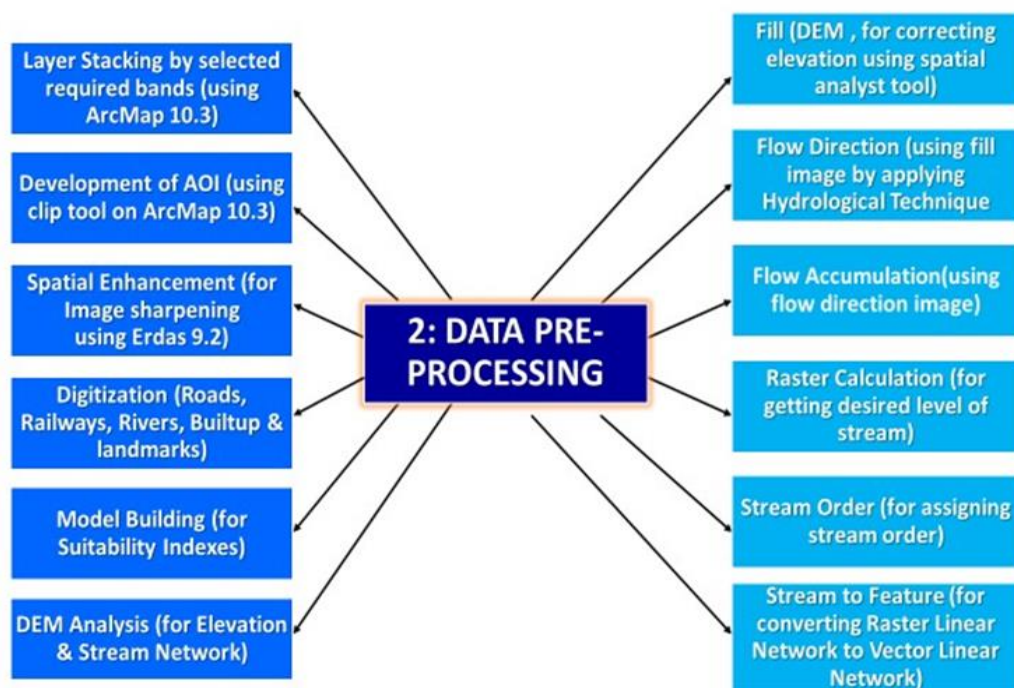 Layer Stacking by selected
required bands (using
ArcMap 10.3)
Development of AOI (using
clip tool on ArcMap 10.3)
Spatial Enhancement (for
Image sharpening
using Erdas 9.2)
Digitization (Roads,
Railways, Rivers, Builtup &
landmarks)
Model Building (for
Suitability Indexes)
DEM Analysis (for Elevation
& Stream Network)
2: DATA PRE-
PROCESSING
Fill (DEM , for correcting
elevation using spatial
analyst tool)
Flow Direction (using fill
image by applying
Hydrological Technique
Flow Accumulation(using
flow direction image)
Raster Calculation (for
getting desired level of
stream)
Stream Order (for assigning
stream order)
Stream to Feature (for
converting Raster Linear
Network to Vector Linear
Network)